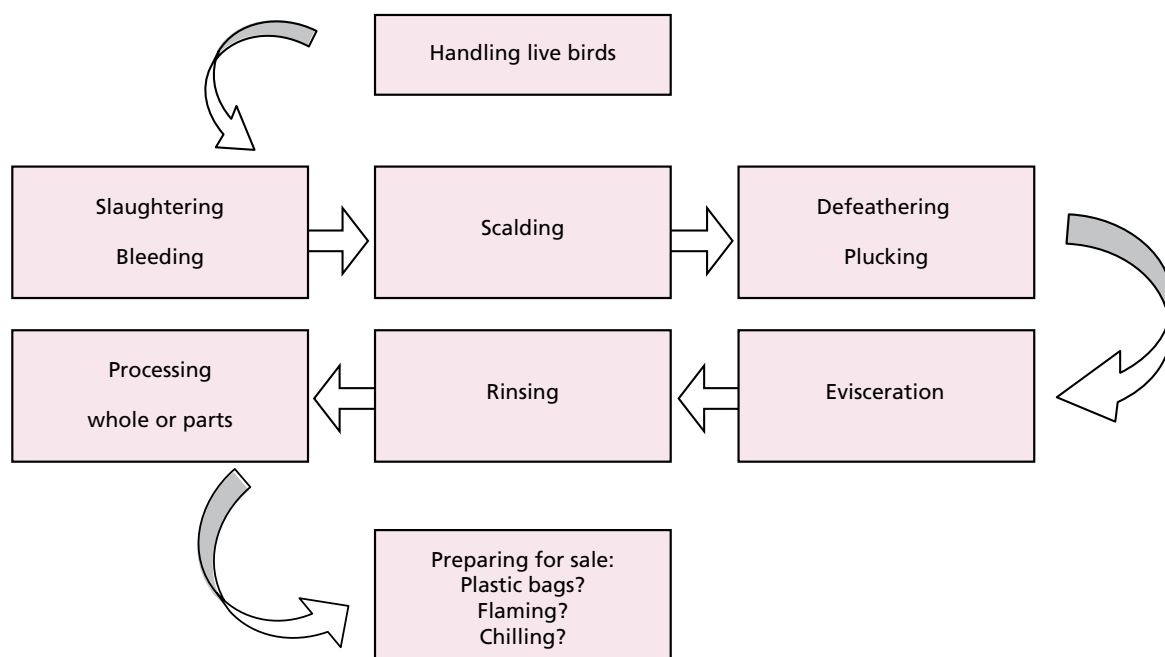 Handling live birds
Slaughtering
Bleeding
Scalding
Defeathering
Plucking
Evisceration
Rinsing
Processing
whole or parts
Preparing for sale:
Plastic bags?
Flaming?
Chilling?